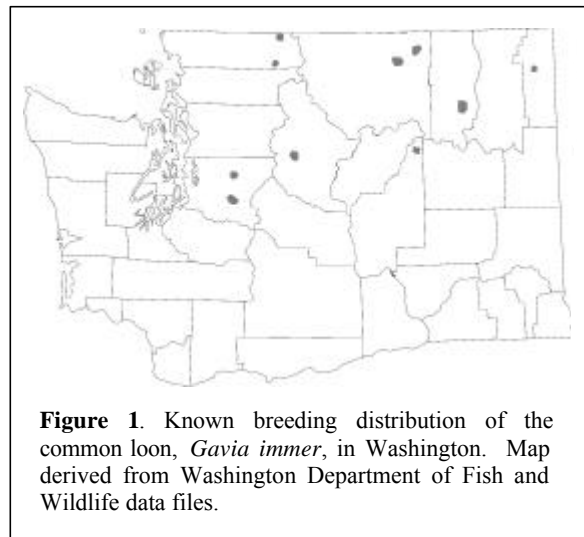 Figure 1. Known breeding distribution of the
common loon, Gavia immer, in Washington. Map
derived from Washington Department of Fish and
Wildlife data files.